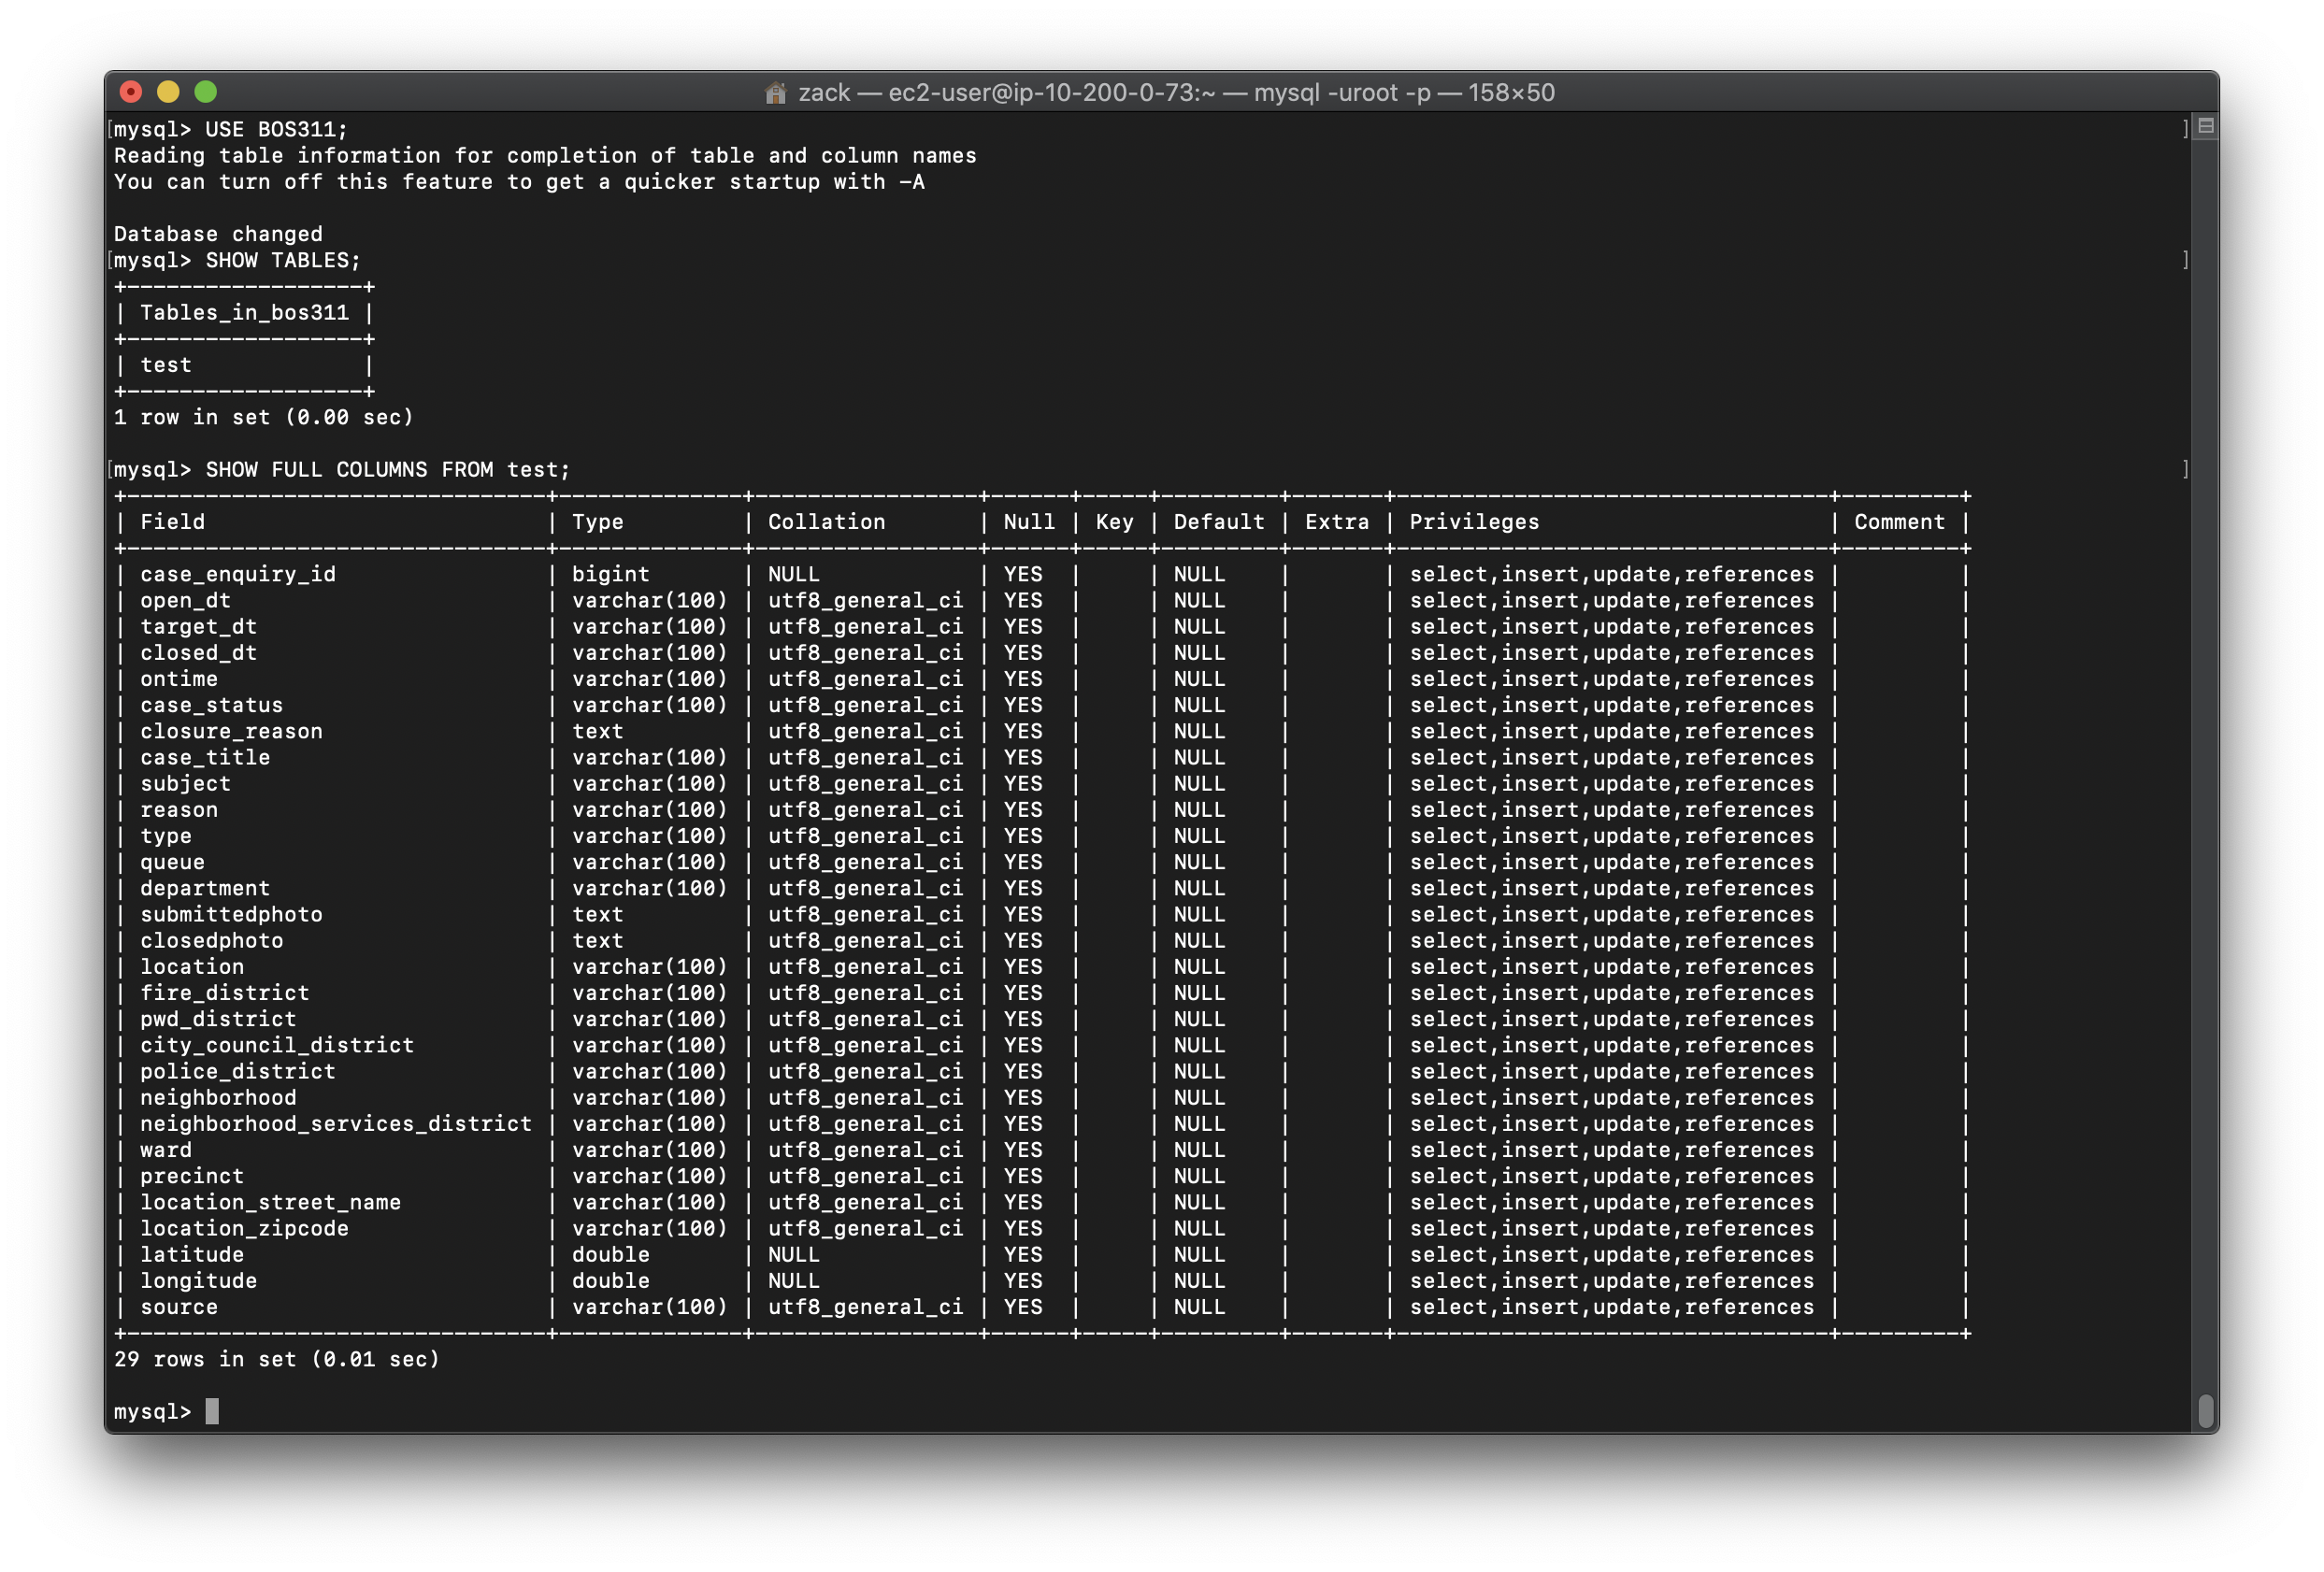 zack — ec2-user@ip-10-200-0-73:~ — mysql -uroot -p — 158×50
[mysql> USE BOS311; ]
Reading table information for completion of table and column names
You can turn off this feature to get a quicker startup with -A
Database changed
[mysql> SHOW TABLES; ]
+------------------+
| Tables_in_bos311 |
+------------------+
| test             |
+------------------+
1 row in set (0.00 sec)
[mysql> SHOW FULL COLUMNS FROM test; ]
+--------------------------------+--------------+-----------------+------+-----+---------+-------+---------------------------------+---------+
| Field                          | Type         | Collation       | Null | Key | Default | Extra | Privileges                      | Comment |
+--------------------------------+--------------+-----------------+------+-----+---------+-------+---------------------------------+---------+
| case_enquiry_id                | bigint       | NULL            | YES  |     | NULL    |       | select,insert,update,references |         |
| open_dt                        | varchar(100) | utf8_general_ci | YES  |     | NULL    |       | select,insert,update,references |         |
| target_dt                      | varchar(100) | utf8_general_ci | YES  |     | NULL    |       | select,insert,update,references |         |
| closed_dt                      | varchar(100) | utf8_general_ci | YES  |     | NULL    |       | select,insert,update,references |         |
| ontime                         | varchar(100) | utf8_general_ci | YES  |     | NULL    |       | select,insert,update,references |         |
| case_status                    | varchar(100) | utf8_general_ci | YES  |     | NULL    |       | select,insert,update,references |         |
| closure_reason                 | text         | utf8_general_ci | YES  |     | NULL    |       | select,insert,update,references |         |
| case_title                     | varchar(100) | utf8_general_ci | YES  |     | NULL    |       | select,insert,update,references |         |
| subject                        | varchar(100) | utf8_general_ci | YES  |     | NULL    |       | select,insert,update,references |         |
| reason                         | varchar(100) | utf8_general_ci | YES  |     | NULL    |       | select,insert,update,references |         |
| type                           | varchar(100) | utf8_general_ci | YES  |     | NULL    |       | select,insert,update,references |         |
| queue                          | varchar(100) | utf8_general_ci | YES  |     | NULL    |       | select,insert,update,references |         |
| department                     | varchar(100) | utf8_general_ci | YES  |     | NULL    |       | select,insert,update,references |         |
| submittedphoto                 | text         | utf8_general_ci | YES  |     | NULL    |       | select,insert,update,references |         |
| closedphoto                    | text         | utf8_general_ci | YES  |     | NULL    |       | select,insert,update,references |         |
| location                       | varchar(100) | utf8_general_ci | YES  |     | NULL    |       | select,insert,update,references |         |
| fire_district                  | varchar(100) | utf8_general_ci | YES  |     | NULL    |       | select,insert,update,references |         |
| pwd_district                   | varchar(100) | utf8_general_ci | YES  |     | NULL    |       | select,insert,update,references |         |
| city_council_district          | varchar(100) | utf8_general_ci | YES  |     | NULL    |       | select,insert,update,references |         |
| police_district                | varchar(100) | utf8_general_ci | YES  |     | NULL    |       | select,insert,update,references |         |
| neighborhood                   | varchar(100) | utf8_general_ci | YES  |     | NULL    |       | select,insert,update,references |         |
| neighborhood_services_district | varchar(100) | utf8_general_ci | YES  |     | NULL    |       | select,insert,update,references |         |
| ward                           | varchar(100) | utf8_general_ci | YES  |     | NULL    |       | select,insert,update,references |         |
| precinct                       | varchar(100) | utf8_general_ci | YES  |     | NULL    |       | select,insert,update,references |         |
| location_street_name           | varchar(100) | utf8_general_ci | YES  |     | NULL    |       | select,insert,update,references |         |
| location_zipcode               | varchar(100) | utf8_general_ci | YES  |     | NULL    |       | select,insert,update,references |         |
| latitude                       | double       | NULL            | YES  |     | NULL    |       | select,insert,update,references |         |
| longitude                      | double       | NULL            | YES  |     | NULL    |       | select,insert,update,references |         |
| source                         | varchar(100) | utf8_general_ci | YES  |     | NULL    |       | select,insert,update,references |         |
+--------------------------------+--------------+-----------------+------+-----+---------+-------+---------------------------------+---------+
29 rows in set (0.01 sec)
mysql>